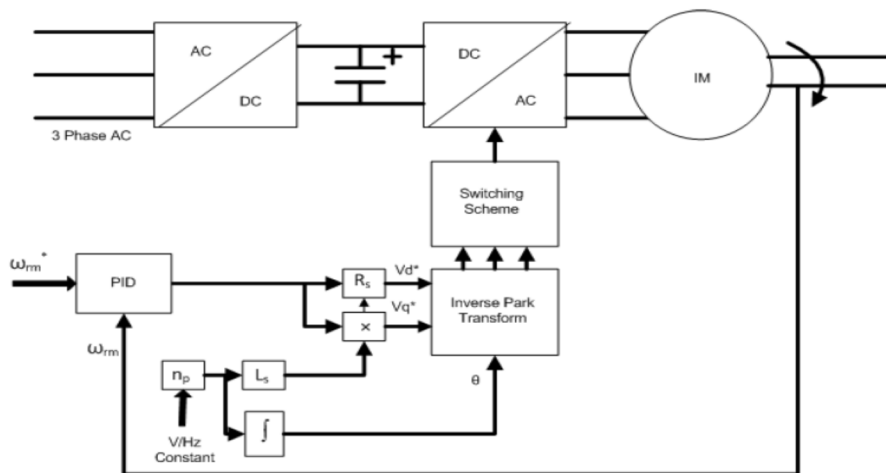 AC
DC
+
DC
AC
IM
3 Phase AC
Switching
Scheme
ωrm*
PID
Rs
Vd*
Inverse Park
Transform
×
Vq*
ωrm
np
Ls
θ
∫
V/Hz
Constant